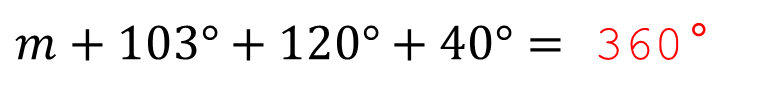 m + 103° + 120° + 40° = 360°